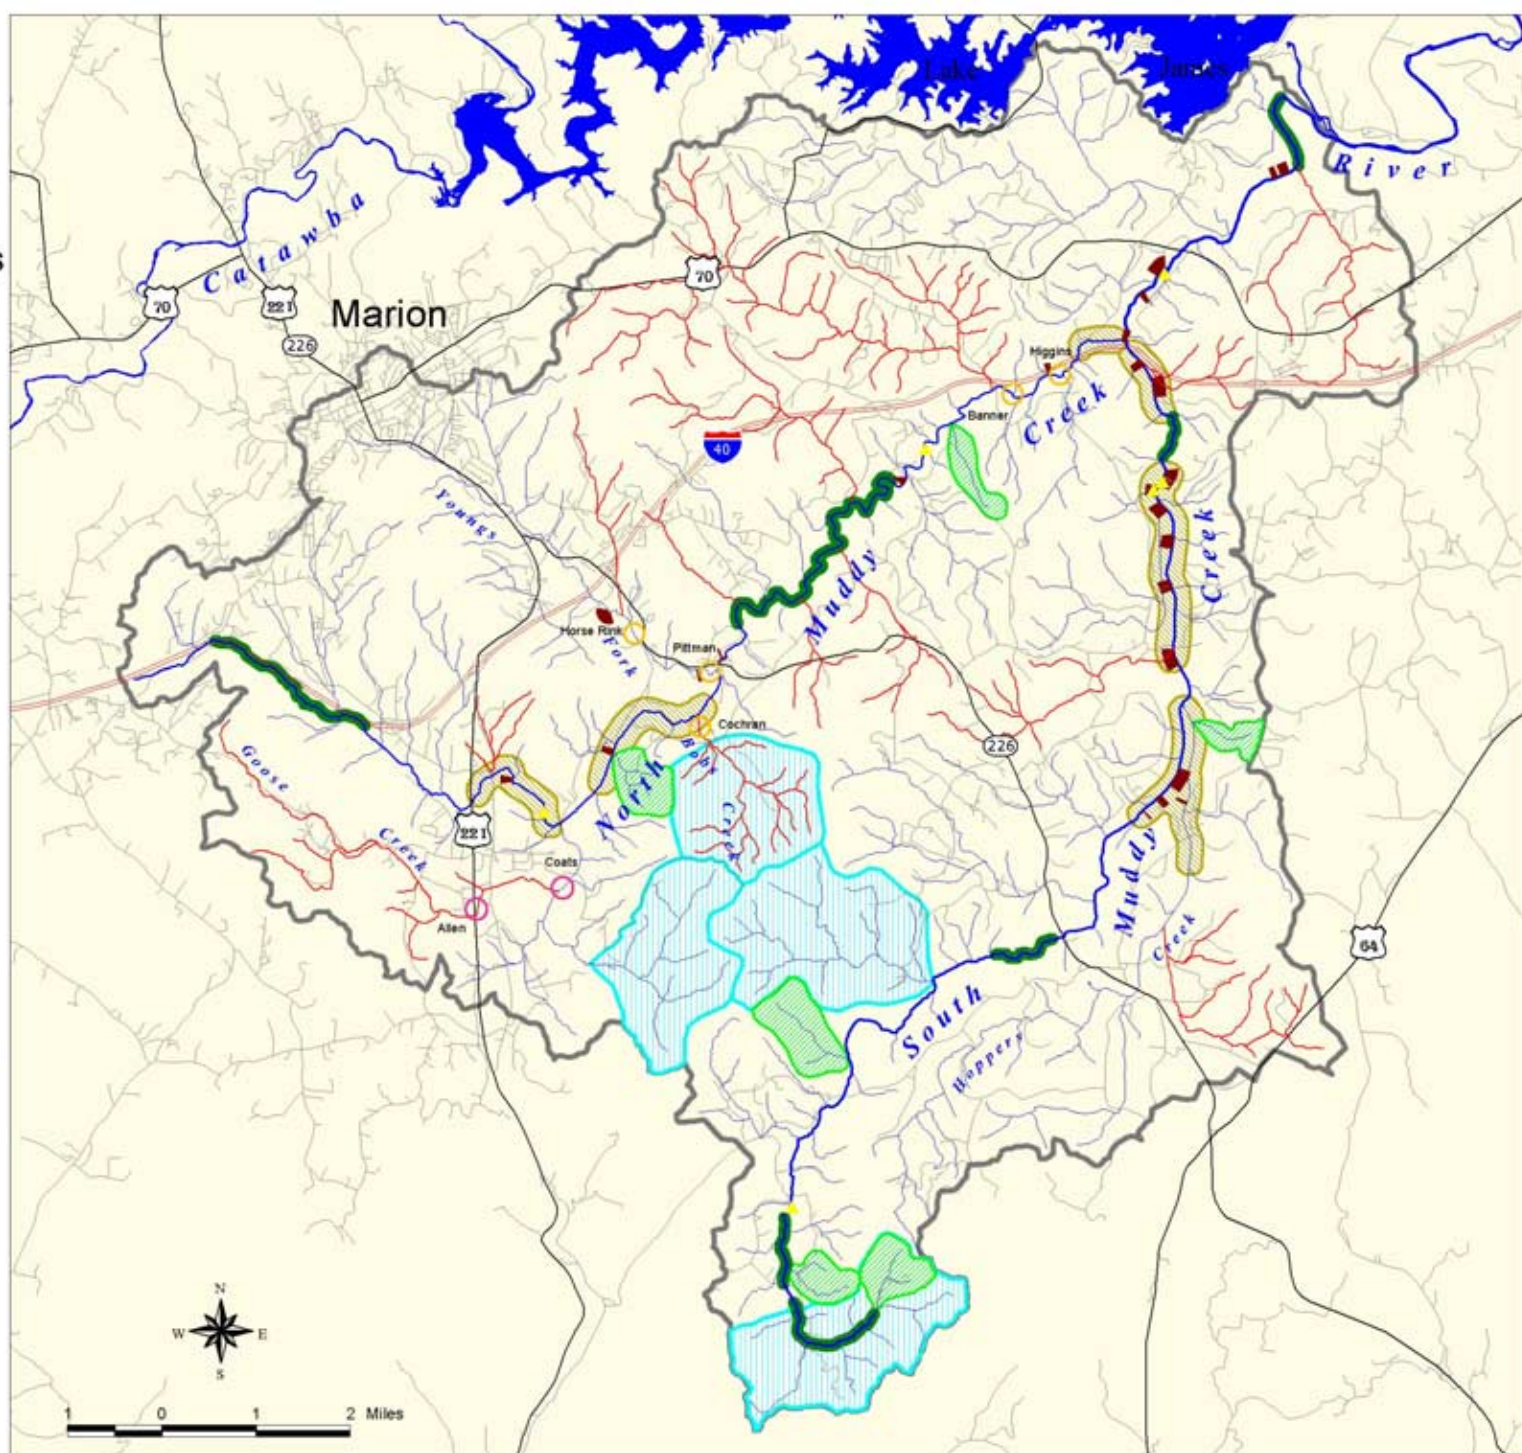 Lake James
River
s
Catawba
70
221
Marion
226
70
Higgins
Banner
Creek
40
Youngs
Muddy
Creek
Horse Rink
Fork
Pittman
Cochran
226
Goose
Creek
Bobs
Creek
North
221
Coats
Allen
Muddy
Creek
64
South
Hoppers
N
W E
S
1 0 1 2 Miles